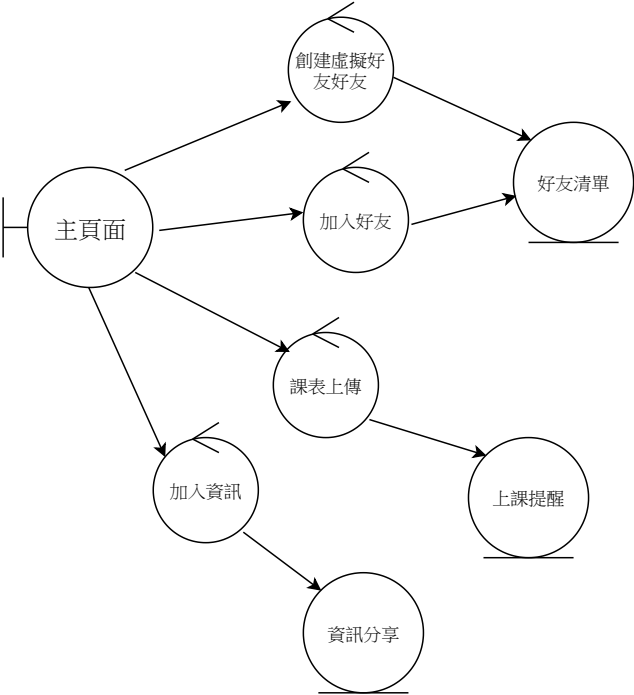 創建虛擬好
友好友
好友清單
加入好友
主頁面
課表上傳
加入資訊
上課提醒
資訊分享